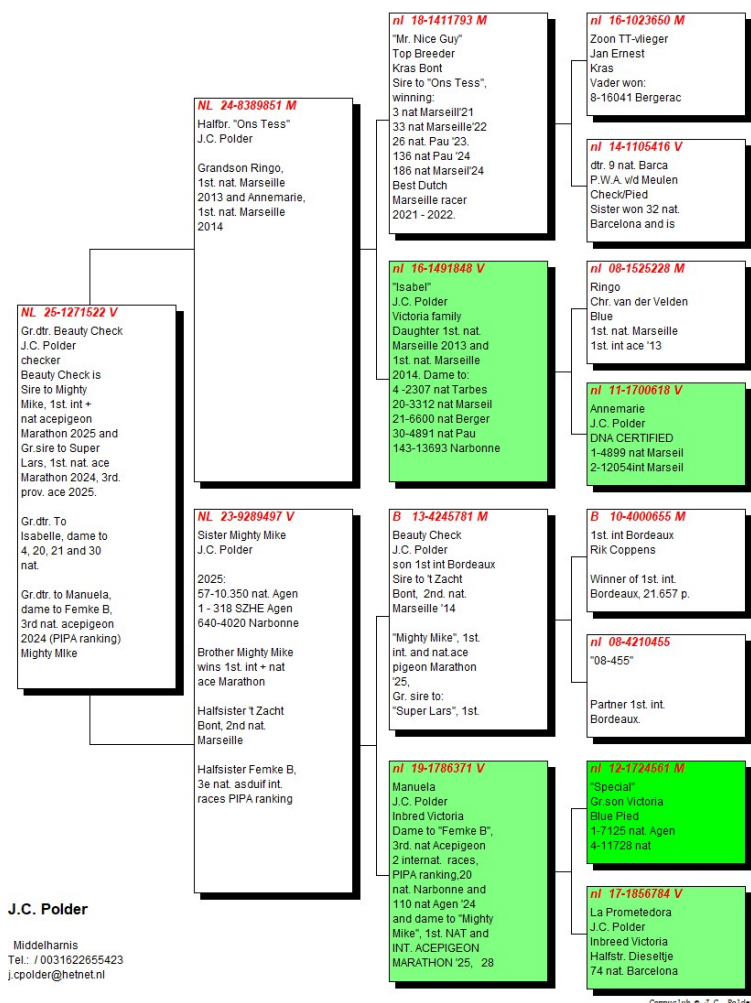 NL 25-1271522 V
Gr.dtr. Beauty Check
J.C. Polder
checker
Beauty Check is
Sire to Mighty
Mike, 1st. int +
nat acepigeon
Marathon 2025 and
Gr.sire to Super
Lars, 1st. nat. ace
Marathon 2024, 3rd.
prov. ace 2025.
Gr.dtr. To
Isabelle, dame to
4, 20, 21 and 30
nat.
Gr.dtr. to Manuela,
dame to Femke B,
3rd nat. acepigeon
2024 (PIPA ranking)
Mighty MIke
NL 24-8389851 M
Halfbr. "Ons Tess"
J.C. Polder
Grandson Ringo,
1st. nat. Marseille
2013 and Annemarie,
1st. nat. Marseille
2014
NL 23-9289497 V
Sister Mighty Mike
J.C. Polder
2025:
57-10.350 nat. Agen
1 - 318 SZHE Agen
640-4020 Narbonne
Brother Mighty Mike
wins 1st. int + nat
ace Marathon
Halfsister 't Zacht
Bont, 2nd nat.
Marseille
Halfsister Femke B,
3e nat. asduif int.
races PIPA ranking
nl 18-1411793 M
"Mr. Nice Guy"
Top Breeder
Kras Bont
Sire to "Ons Tess",
winning:
3 nat Marseill'21
33 nat Marseille'22
26 nat. Pau '23.
136 nat Pau '24
186 nat Marseil'24
Best Dutch
Marseille racer
2021 - 2022.
nl 16-1491848 V
"Isabel"
J.C. Polder
Victoria family
Daughter 1st. nat.
Marseille 2013 and
1st. nat. Marseille
2014. Dame to:
4 -2307 nat Tarbes
20-3312 nat Marseil
21-6600 nat Berger
30-4891 nat Pau
143-13693 Narbonne
B 13-4245781 M
Beauty Check
J.C. Polder
son 1st int Bordeaux
Sire to 't Zacht
Bont, 2nd. nat.
Marseille '14
"Mighty Mike", 1st.
int. and nat.ace
pigeon Marathon
'25,
Gr. sire to:
"Super Lars", 1st.
nl 19-1786371 V
Manuela
J.C. Polder
Inbred Victoria
Dame to "Femke B",
3rd. nat Acepigeon
2 internat. races,
PIPA ranking,20
nat. Narbonne and
110 nat Agen '24
and dame to "Mighty
Mike", 1st. NAT and
INT. ACEPIGEON
MARATHON '25, 28
nl 16-1023650 M
Zoon TT-vlieger
Jan Ernest
Kras
Vader won:
8-16041 Bergerac
nl 14-1105416 V
dtr. 9 nat. Barca
P.W.A. v/d Meulen
Check/Pied
Sister won 32 nat.
Barcelona and is
nl 08-1525228 M
Ringo
Chr. van der Velden
Blue
1st. nat. Marseille
1st. int ace '13
nl 11-1700618 V
Annemarie
J.C. Polder
DNA CERTIFIED
1-4899 nat Marseil
2-12054int Marseil
B 10-4000655 M
1st. int Bordeaux
Rik Coppens
Winner of 1st. int.
Bordeaux, 21.657 p.
nl 08-4210455
"08-455"
Partner 1st. int.
Bordeaux.
nl 12-1724561 M
"Special"
Gr.son Victoria
Blue Pied
1-7125 nat. Agen
4-11728 nat
nl 17-1856784 V
La Prometedora
J.C. Polder
Inbreed Victoria
Halfstr. Dieseltje
74 nat. Barcelona
J.C. Polder
Middelharnis
Tel.: / 0031622655423
j.cpolder@hetnet.nl
Compuclub © J.C. Polder